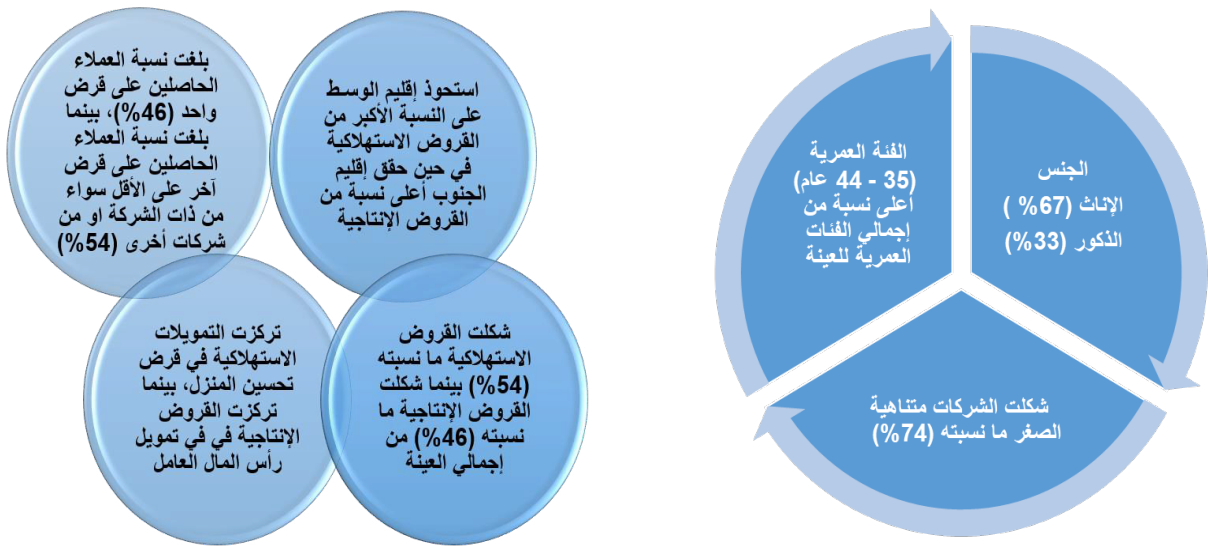 الجنس
الإناث (67% )
الذكور (33%)
الفئة العمرية
(35 - 44 عام)
أعلى نسبة من
إجمالي الفئات
العمرية للعينة
شكلت الشركات متناهية
الصغر ما نسبته (74%)
استحوذ إقليم الوسط
على النسبة الأكبر من
القروض الاستهلاكية
في حين حقق إقليم
الجنوب أعلى نسبة من
القروض الإنتاجية
بلغت نسبة العملاء
الحاصلين على قرض
واحد (46%)، بينما
بلغت نسبة العملاء
الحاصلين على قرض
آخر على الأقل سواء
من ذات الشركة او من
شركات أخرى (54%)
شكلت القروض
الاستهلاكية ما نسبته
(54%) بينما شكلت
القروض الإنتاجية ما
نسبته (46%) من
إجمالي العينة
تركزت التمويلات
الاستهلاكية في قرض
تحسين المنزل، بينما
تركزت القروض
الإنتاجية في في تمويل
رأس المال العامل